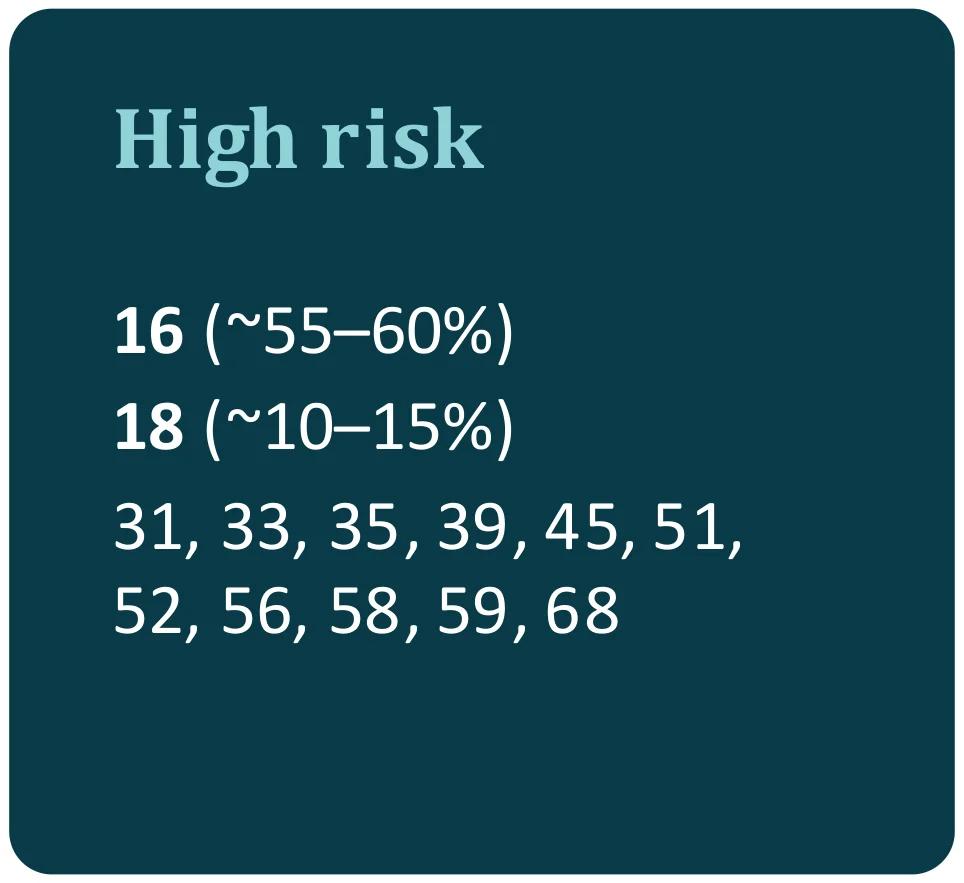 High risk
16 (~55–60%)
18 (~10–15%)
31, 33, 35, 39, 45, 51,
52, 56, 58, 59, 68